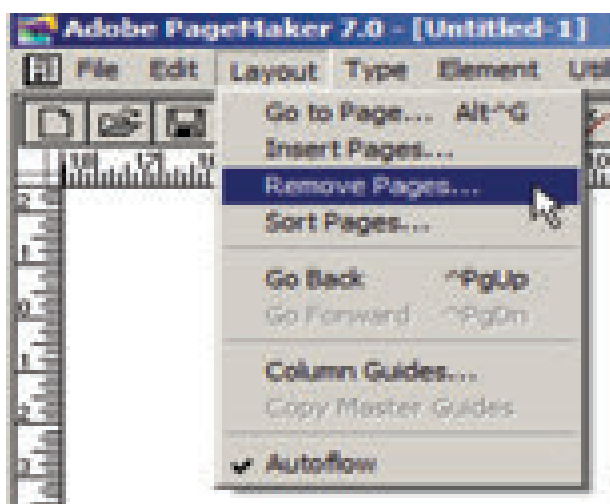 Adobe PageMaker 7.0 - [Untitled-1]
File Edit Layout Type Element Util
Go to Page... Alt^G
Insert Pages...
Remove Pages...
Sort Pages...
Go Back ^PgUp
Go Forward ^PgDn
Column Guides...
Copy Master Guides
Autoflow